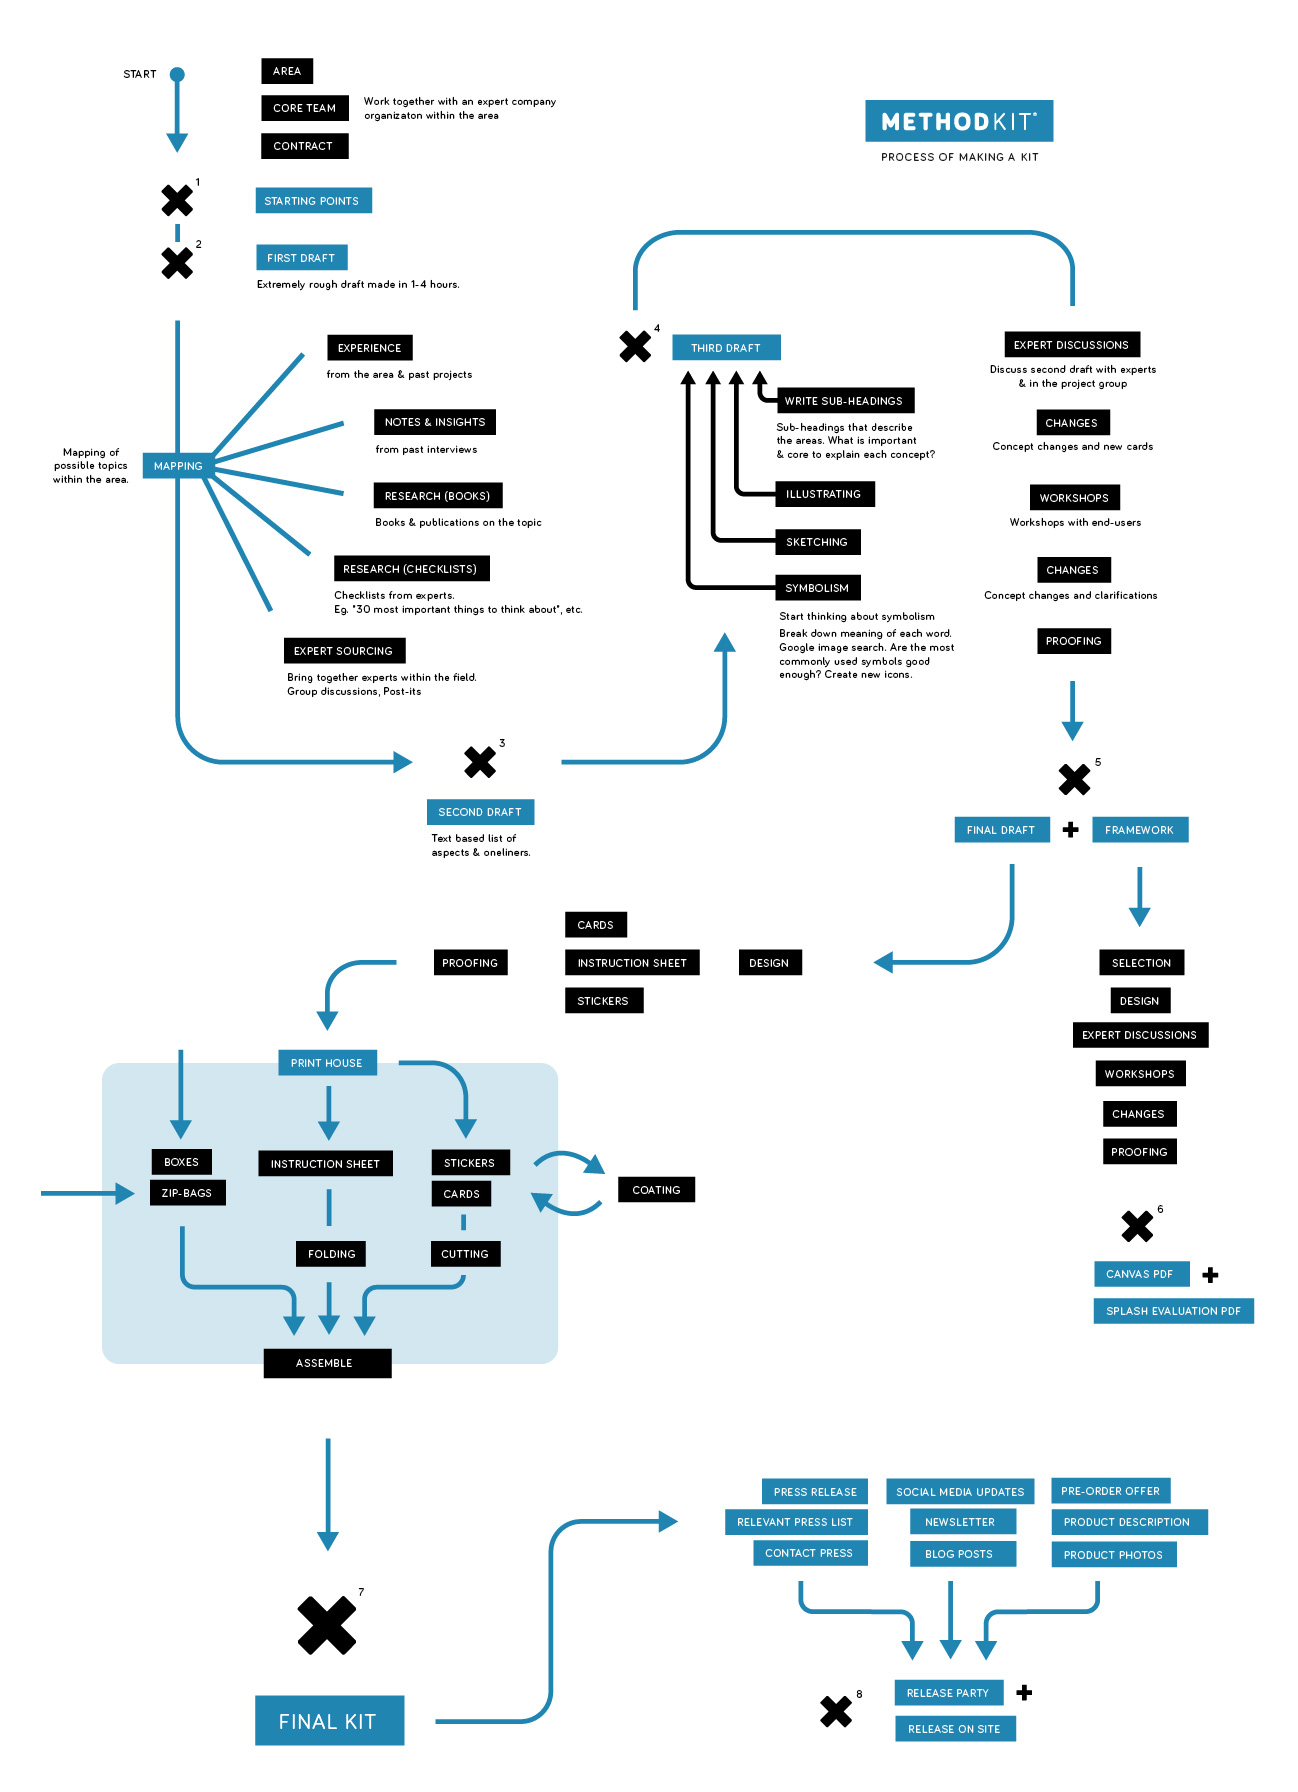 START
AREA
CORE TEAM
Work together with an expert company
organizaton within the area
CONTRACT
METHODKIT®
PROCESS OF MAKING A KIT
1
STARTING POINTS
2
FIRST DRAFT
Extremely rough draft made in 1-4 hours.
EXPERIENCE
from the area & past projects
NOTES & INSIGHTS
from past interviews
Mapping of
possible topics
within the area.
MAPPING
RESEARCH (BOOKS)
Books & publications on the topic
RESEARCH (CHECKLISTS)
Checklists from experts.
Eg. "30 most important things to think about", etc.
EXPERT SOURCING
Bring together experts within the field.
Group discussions, Post-its
3
SECOND DRAFT
Text based list of
aspects & oneliners.
4
THIRD DRAFT
WRITE SUB-HEADINGS
Sub-headings that describe
the areas. What is important
& core to explain each concept?
ILLUSTRATING
SKETCHING
SYMBOLISM
Start thinking about symbolism
Break down meaning of each word.
Google image search. Are the most
commonly used symbols good
enough? Create new icons.
EXPERT DISCUSSIONS
Discuss second draft with experts
& in the project group
CHANGES
Concept changes and new cards
WORKSHOPS
Workshops with end-users
CHANGES
Concept changes and clarifications
PROOFING
5
FINAL DRAFT
FRAMEWORK
SELECTION
DESIGN
EXPERT DISCUSSIONS
WORKSHOPS
CHANGES
PROOFING
6
CANVAS PDF
SPLASH EVALUATION PDF
DESIGN
CARDS
INSTRUCTION SHEET
STICKERS
PROOFING
PRINT HOUSE
BOXES
ZIP-BAGS
INSTRUCTION SHEET
STICKERS
CARDS
COATING
FOLDING
CUTTING
ASSEMBLE
7
FINAL KIT
PRESS RELEASE
RELEVANT PRESS LIST
CONTACT PRESS
SOCIAL MEDIA UPDATES
NEWSLETTER
BLOG POSTS
PRE-ORDER OFFER
PRODUCT DESCRIPTION
PRODUCT PHOTOS
8
RELEASE PARTY
RELEASE ON SITE